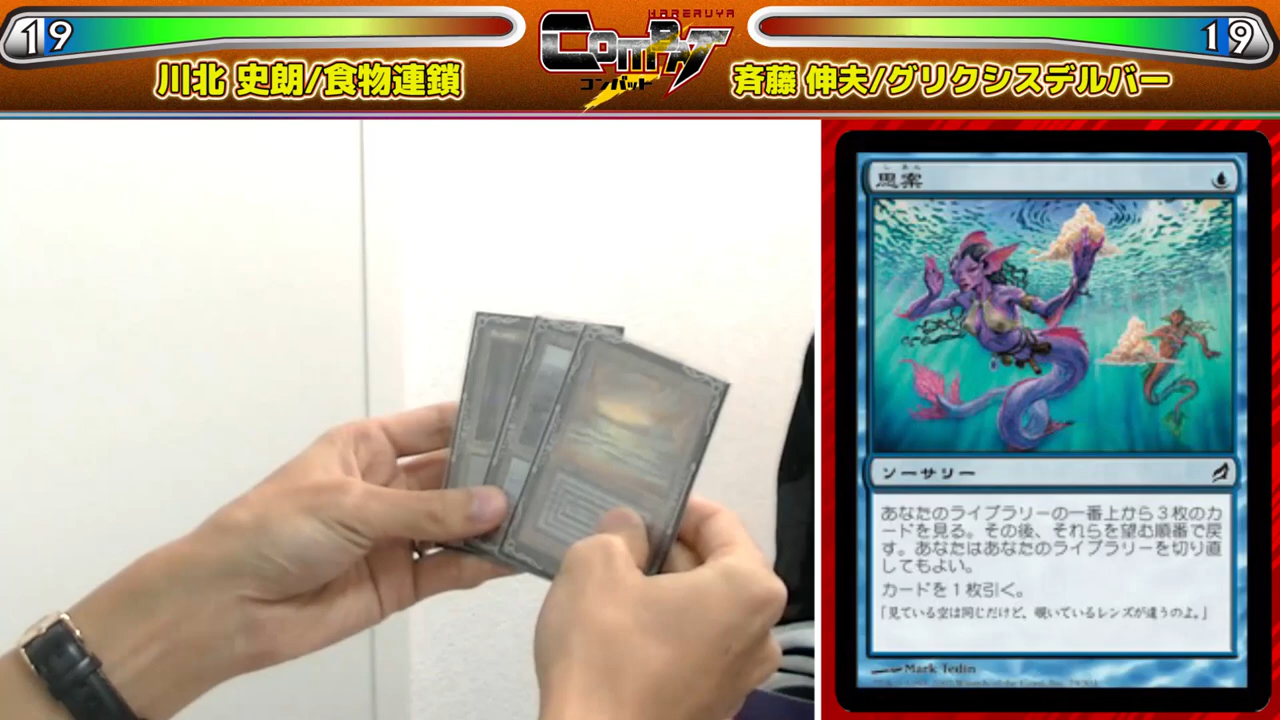 19
HARERUYA
COMBAT
コンバット
19
川北 史朗/食物連鎖
斉藤 伸夫/グリクシスデルバー
しあん
思案
ソーサリー
あなたのライブラリーの一番上から３枚のカ
ードを見る。その後、それらを望む順番で戻
す。あなたはあなたのライブラリーを切り直
してもよい。
カードを１枚引く。
「見ている空は同じだけど、覗いているレンズが違うのよ。」
Mark Tedin